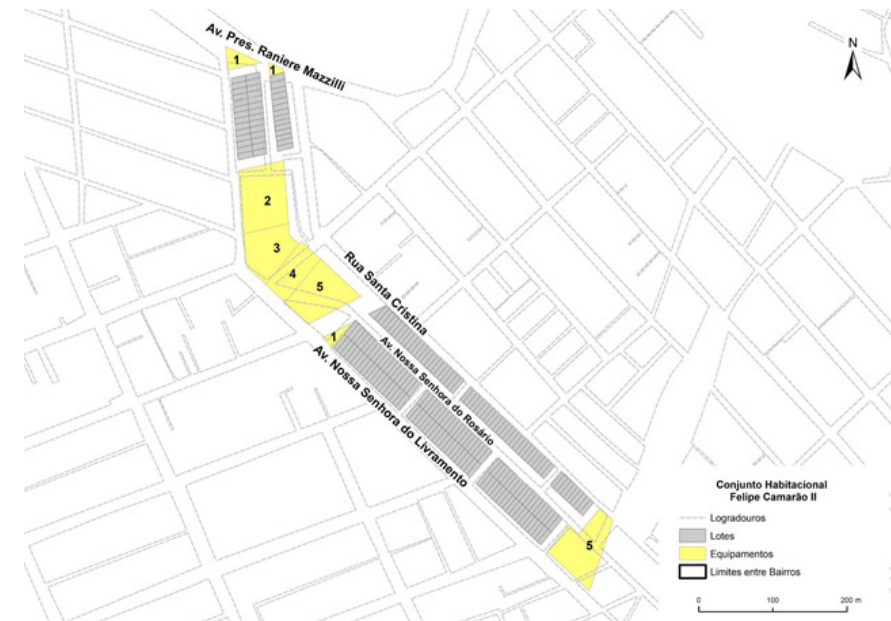 Av. Pres. Raniere Mazzilli
N
1
1
2
3
4
5
Rua Santa Cristina
1
Av. Nossa Senhora do Rosário
Av. Nossa Senhora do Livramento
5
Conjunto Habitacional
Felipe Camarão II
Logradouros
Lotes
Equipamentos
Limites entre Bairros
0 100 200 m